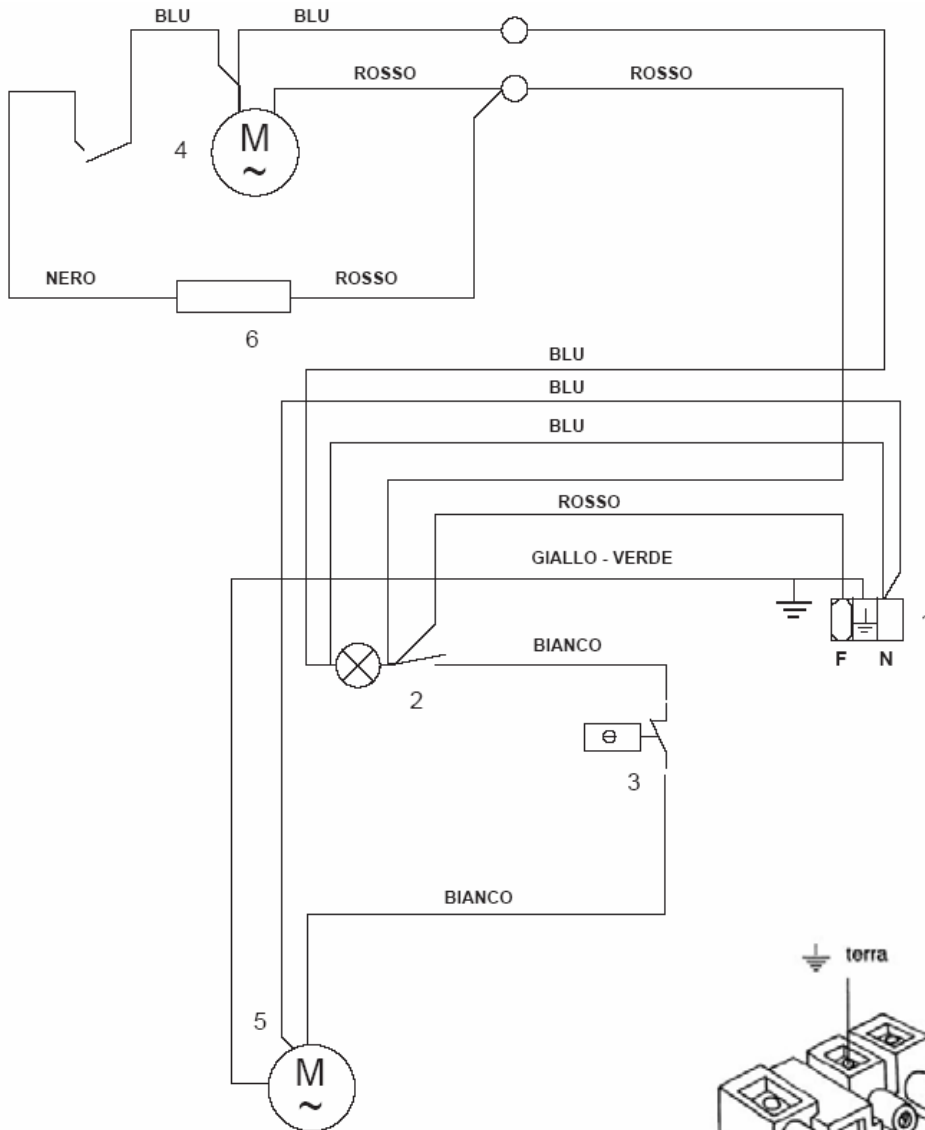 BLU BLU
ROSSO ROSSO
M
~
4
NERO ROSSO
6
BLU
BLU
BLU
ROSSO
GIALLO - VERDE
F N
BIANCO
2
3
BIANCO
terra
5
M
~